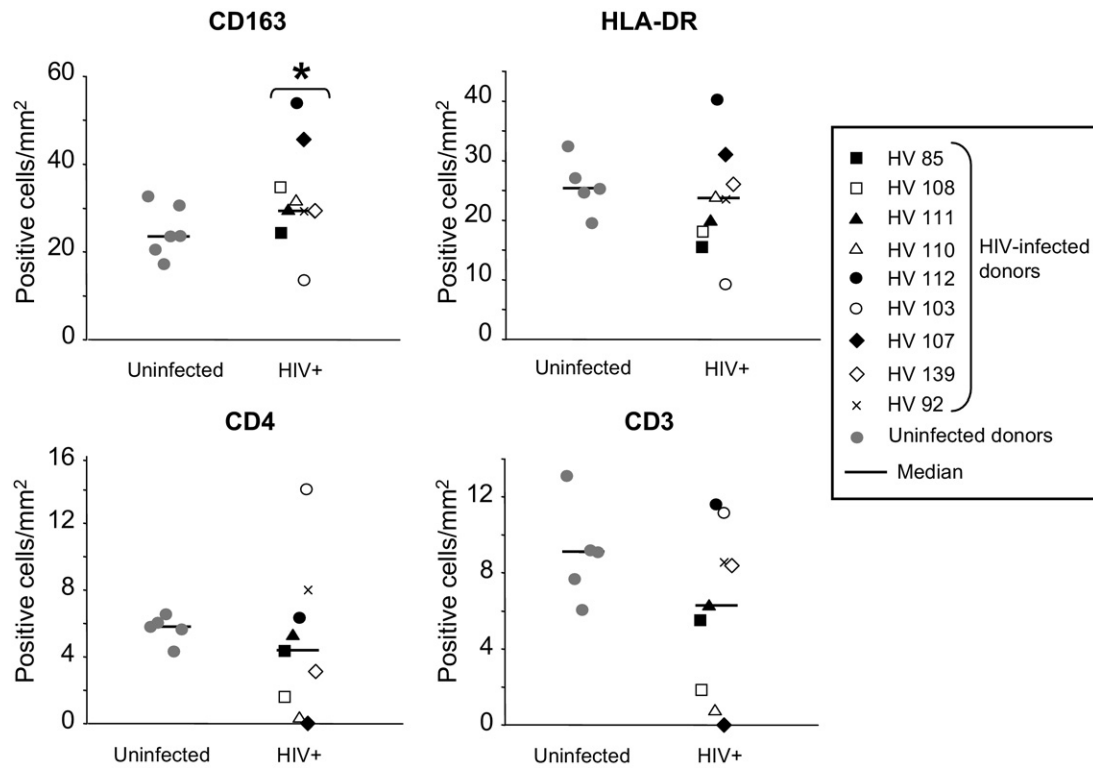 CD163
Positive cells/mm²
60
40
20
0
*
Uninfected
HIV+
HLA-DR
Positive cells/mm²
40
30
20
10
0
Uninfected
HIV+
HV 85
HV 108
HV 111
HV 110
HV 112
HV 103
HV 107
HV 139
HV 92
HIV-infected
donors
Uninfected donors
Median
CD4
Positive cells/mm²
16
12
8
4
0
Uninfected
HIV+
CD3
Positive cells/mm²
12
8
4
0
Uninfected
HIV+